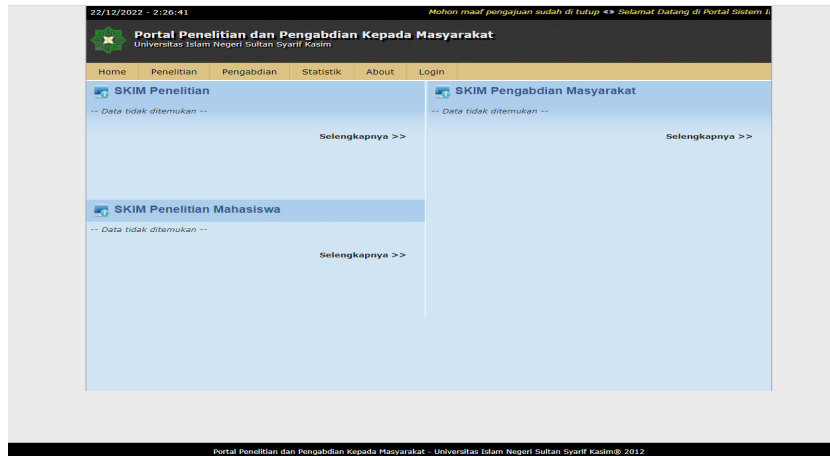 22/12/2022 - 2:26:41
Mohon maaf pengajuan sudah di tutup «» Selamat Datang di Portal Sistem
Portal Penelitian dan Pengabdian Kepada Masyarakat
Universitas Islam Negeri Sultan Syarif Kasim
Home Penelitian Pengabdian Statistik About Login
SKIM Penelitian
-- Data tidak ditemukan --
Selengkapnya >>
SKIM Pengabdian Masyarakat
-- Data tidak ditemukan --
Selengkapnya >>
SKIM Penelitian Mahasiswa
-- Data tidak ditemukan --
Selengkapnya >>
Portal Penelitian dan Pengabdian Kepada Masyarakat - Universitas Islam Negeri Sultan Syarif Kasim® 2012